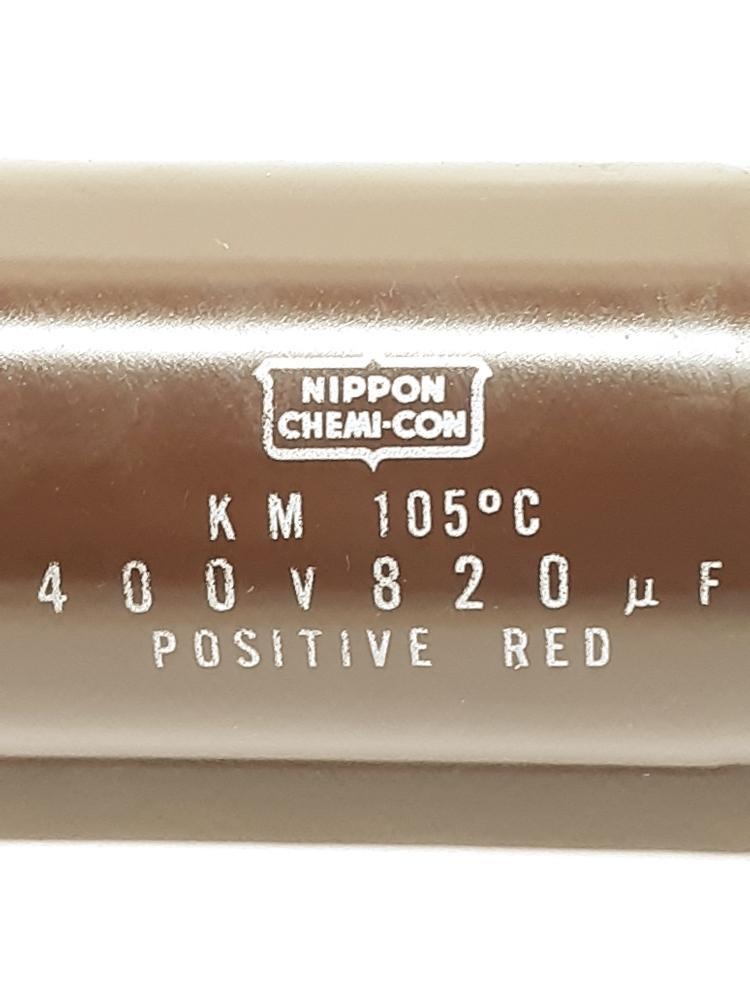 NIPPON
CHEMI-CON
KM 105°C
400V820µF
POSITIVE RED